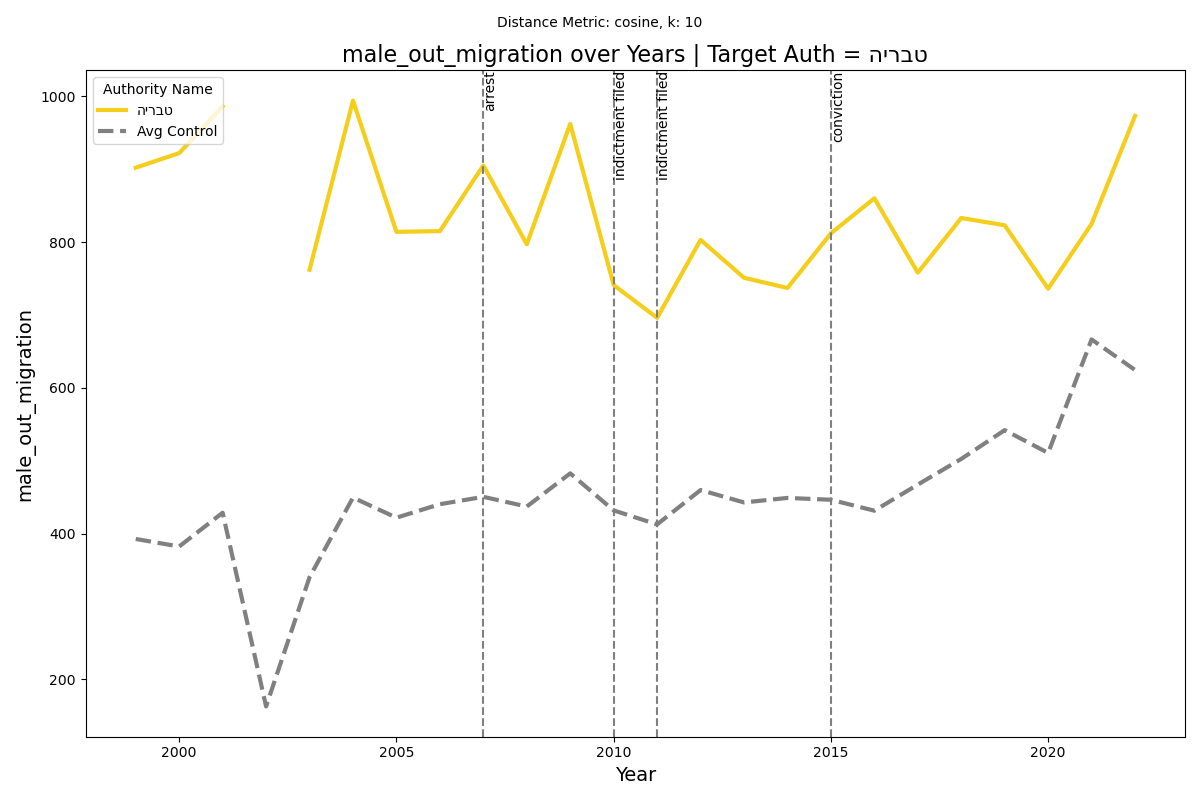 Distance Metric: cosine, k: 10
male_out_migration over Years | Target Auth = טבריה
Authority Name
טבריה
Avg Control
arrest
indictment filed
indictment filed
conviction
male_out_migration
1000
800
600
400
200
2000
2005
2010
2015
2020
Year